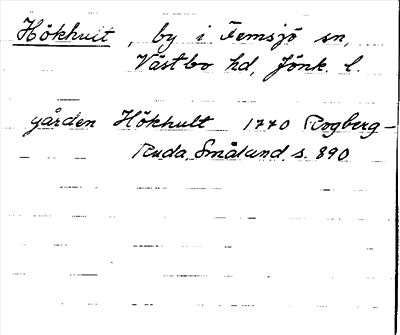 Hökhult, by i Femsjö sn,
Västbo hd, Jönk. l.
gården Hökhult 1770 Rogberg-
Ruda, Småland s. 890